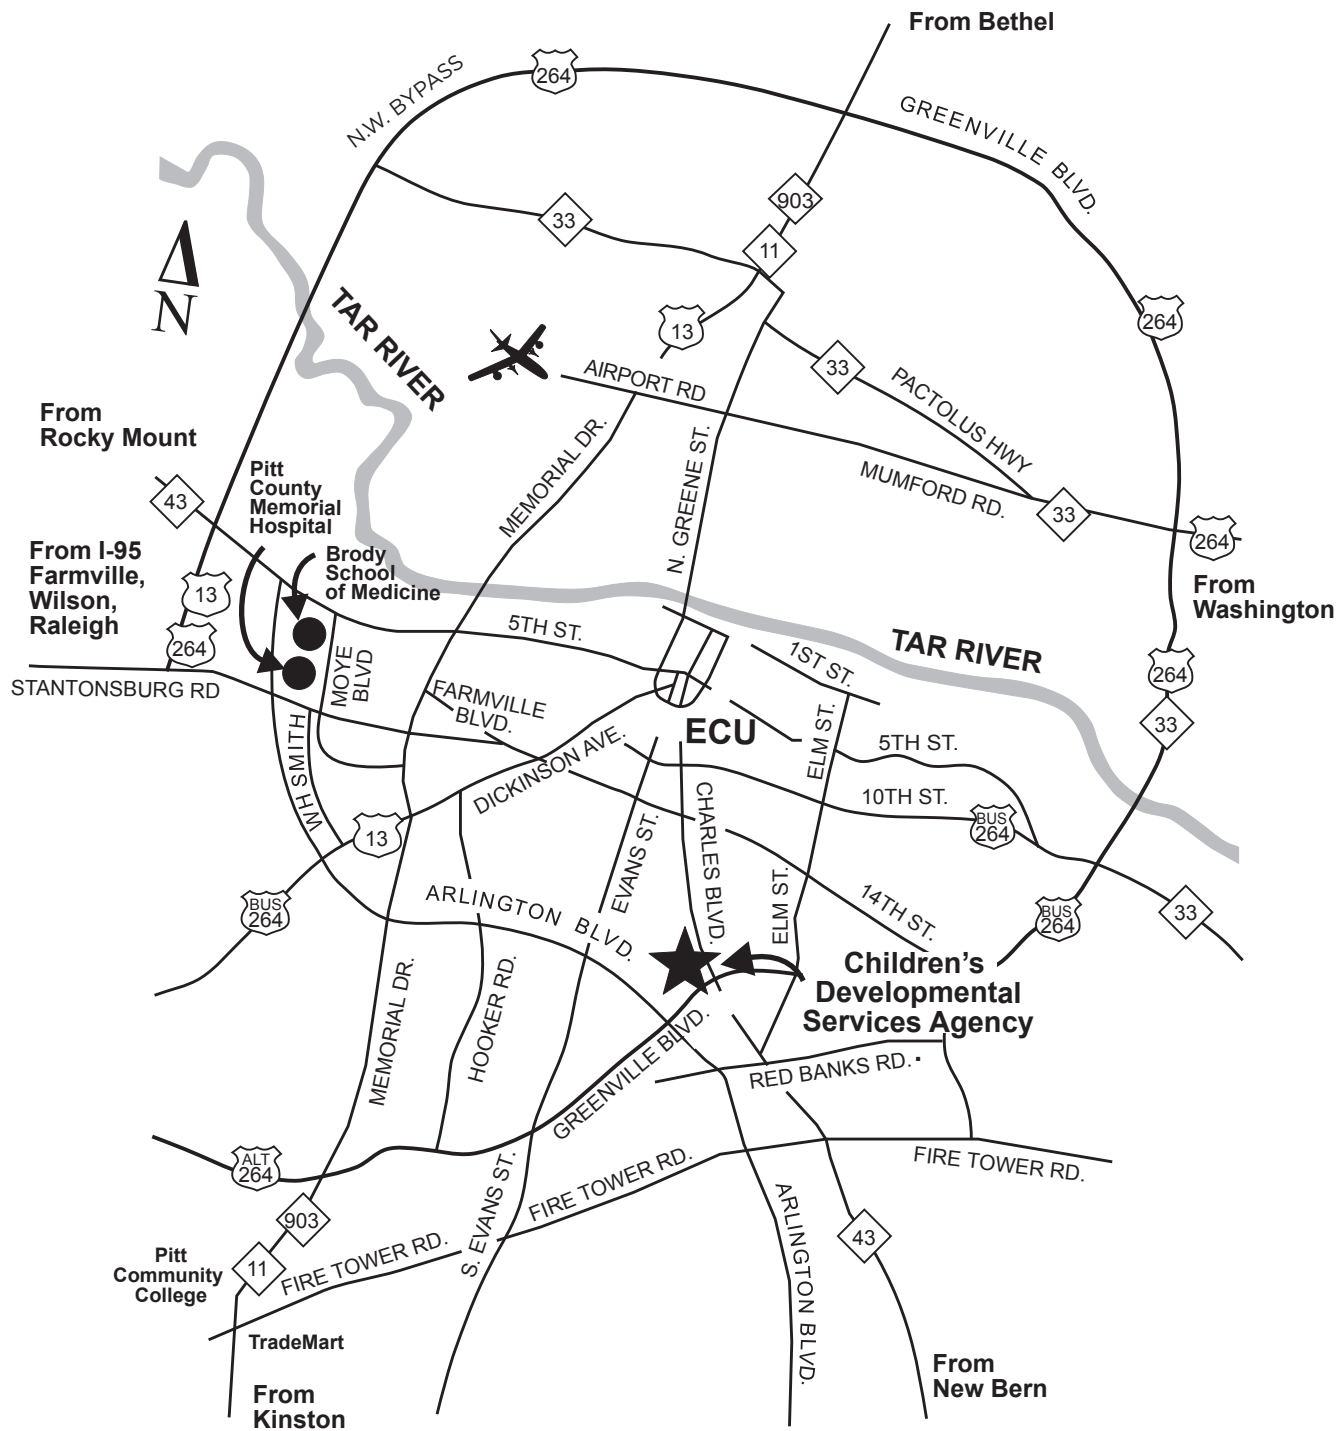 From Bethel
264
N.W. BYPASS
GREENVILLE BLVD.
903
33
11
N
TAR RIVER
13
264
33
AIRPORT RD
PACTOLUS HWY
From
Rocky Mount
MEMORIAL DR.
N. GREENE ST.
MUMFORD RD.
Pitt
County
Memorial
Hospital
43
33
264
From I-95
Farmville,
Wilson,
Raleigh
Brody
School
of Medicine
From
Washington
13
264
5TH ST.
TAR RIVER
1ST ST.
264
STANTONSBURG RD
MOYE
BLVD
FARMVILLE
BLVD.
33
ECU
ELM ST.
5TH ST.
WH SMITH
DICKINSON AVE.
10TH ST.
BUS
264
13
CHARLES BLVD.
EVANS ST.
BUS
264
ARLINGTON BLVD.
ELM ST.
14TH ST.
BUS
264
33
Children's
Developmental
Services Agency
MEMORIAL DR.
HOOKER RD.
GREENVILLE BLVD.
RED BANKS RD.
ALT
264
S. EVANS ST.
FIRE TOWER RD.
FIRE TOWER RD.
903
ARLINGTON BLVD.
43
Pitt
Community
College
11
FIRE TOWER RD.
TradeMart
From
Kinston
From
New Bern